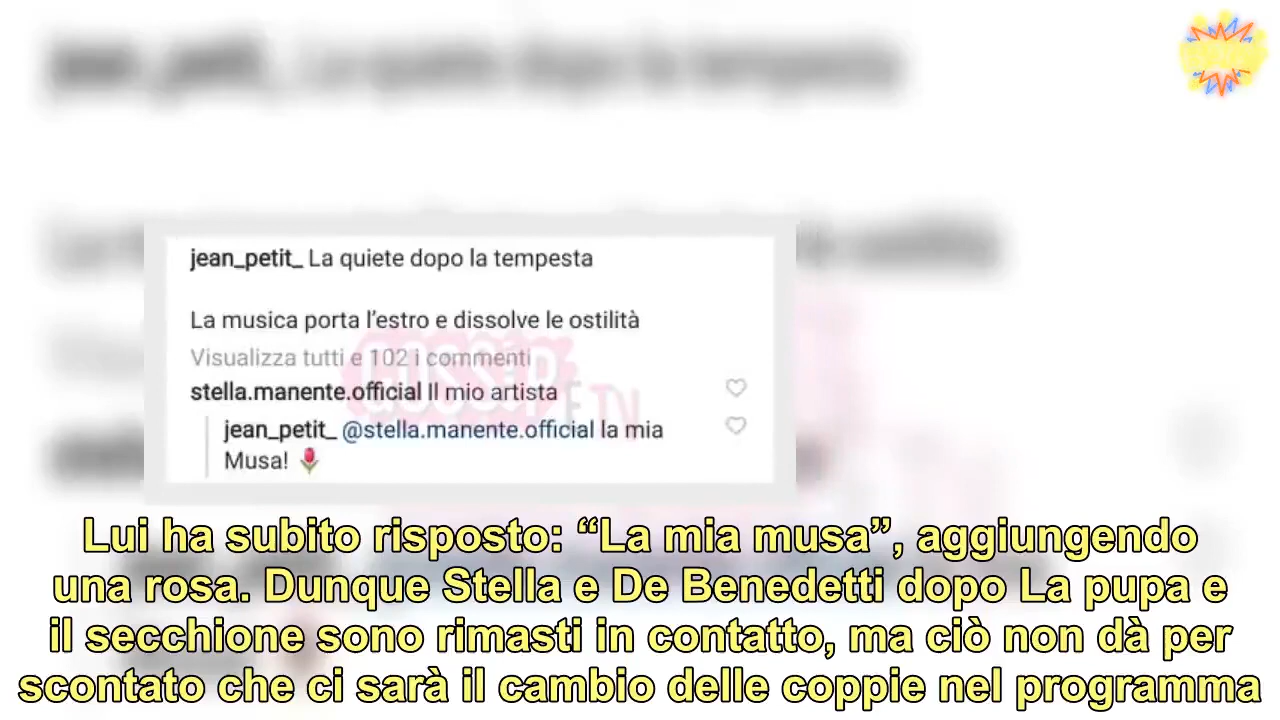 jean_petit_ La quiete dopo la tempesta
La musica porta l'estro e dissolve le ostilità
Visualizza tutti e 102 i commenti
stella.manente.official Il mio artista
jean_petit_ @stella.manente.official la mia
Musa! 🌹
GOSSIP E TV
Lui ha subito risposto: “La mia musa”, aggiungendo
una rosa. Dunque Stella e De Benedetti dopo La pupa e
il secchione sono rimasti in contatto, ma ciò non dà per
scontato che ci sarà il cambio delle coppie nel programma